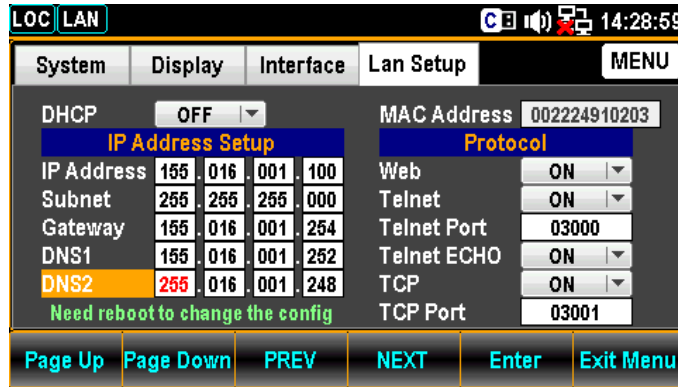 LOC LAN C 14:28:59
System Display Interface Lan Setup MENU
DHCP OFF MAC Address 002224910203
IP Address Setup Protocol
IP Address 155 . 016 . 001 . 100 Web ON
Subnet 255 . 255 . 255 . 000 Telnet ON
Gateway 155 . 016 . 001 . 254 Telnet Port 03000
DNS1 155 . 016 . 001 . 252 Telnet ECHO ON
DNS2 255 . 016 . 001 . 248 TCP ON
Need reboot to change the config TCP Port 03001
Page Up Page Down PREV NEXT Enter Exit Menu